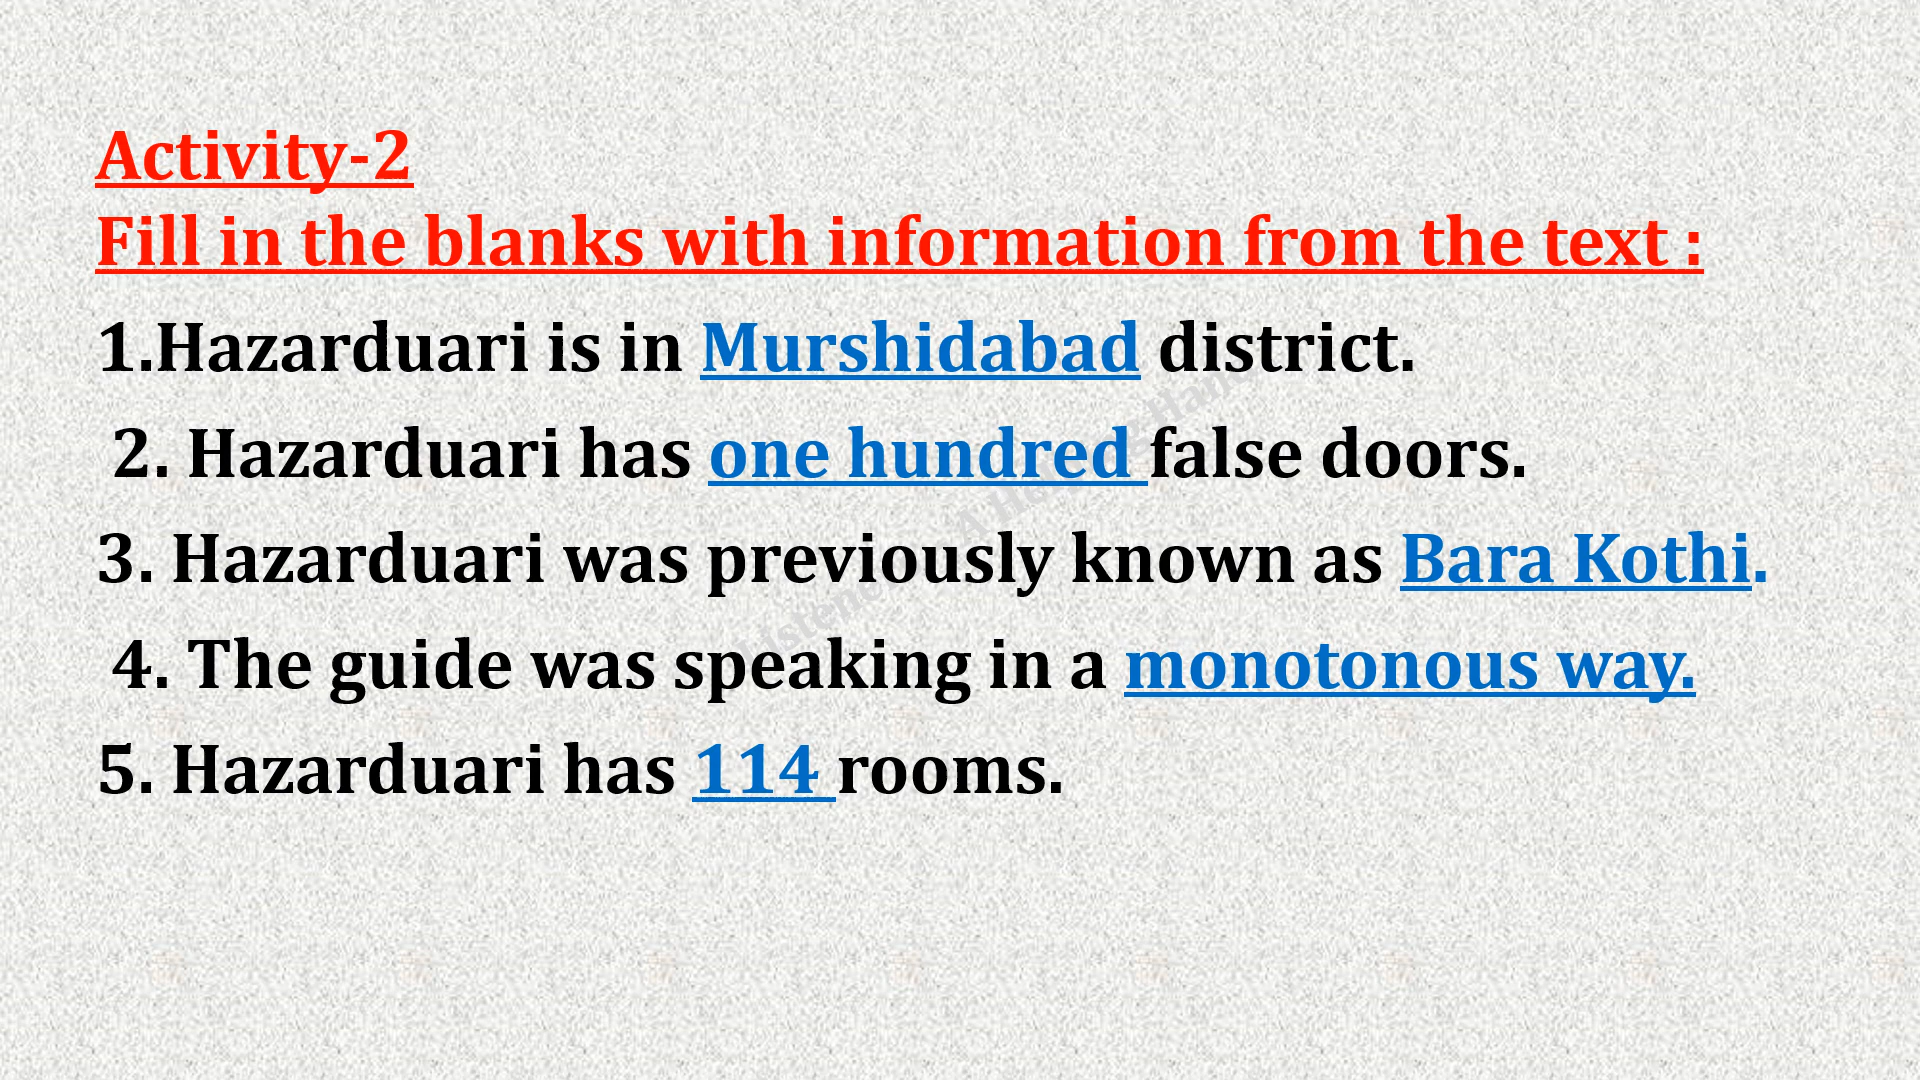 Activity-2
Fill in the blanks with information from the text :
1.Hazarduari is in Murshidabad district.
2. Hazarduari has one hundred false doors.
3. Hazarduari was previously known as Bara Kothi.
4. The guide was speaking in a monotonous way.
5. Hazarduari has 114 rooms.